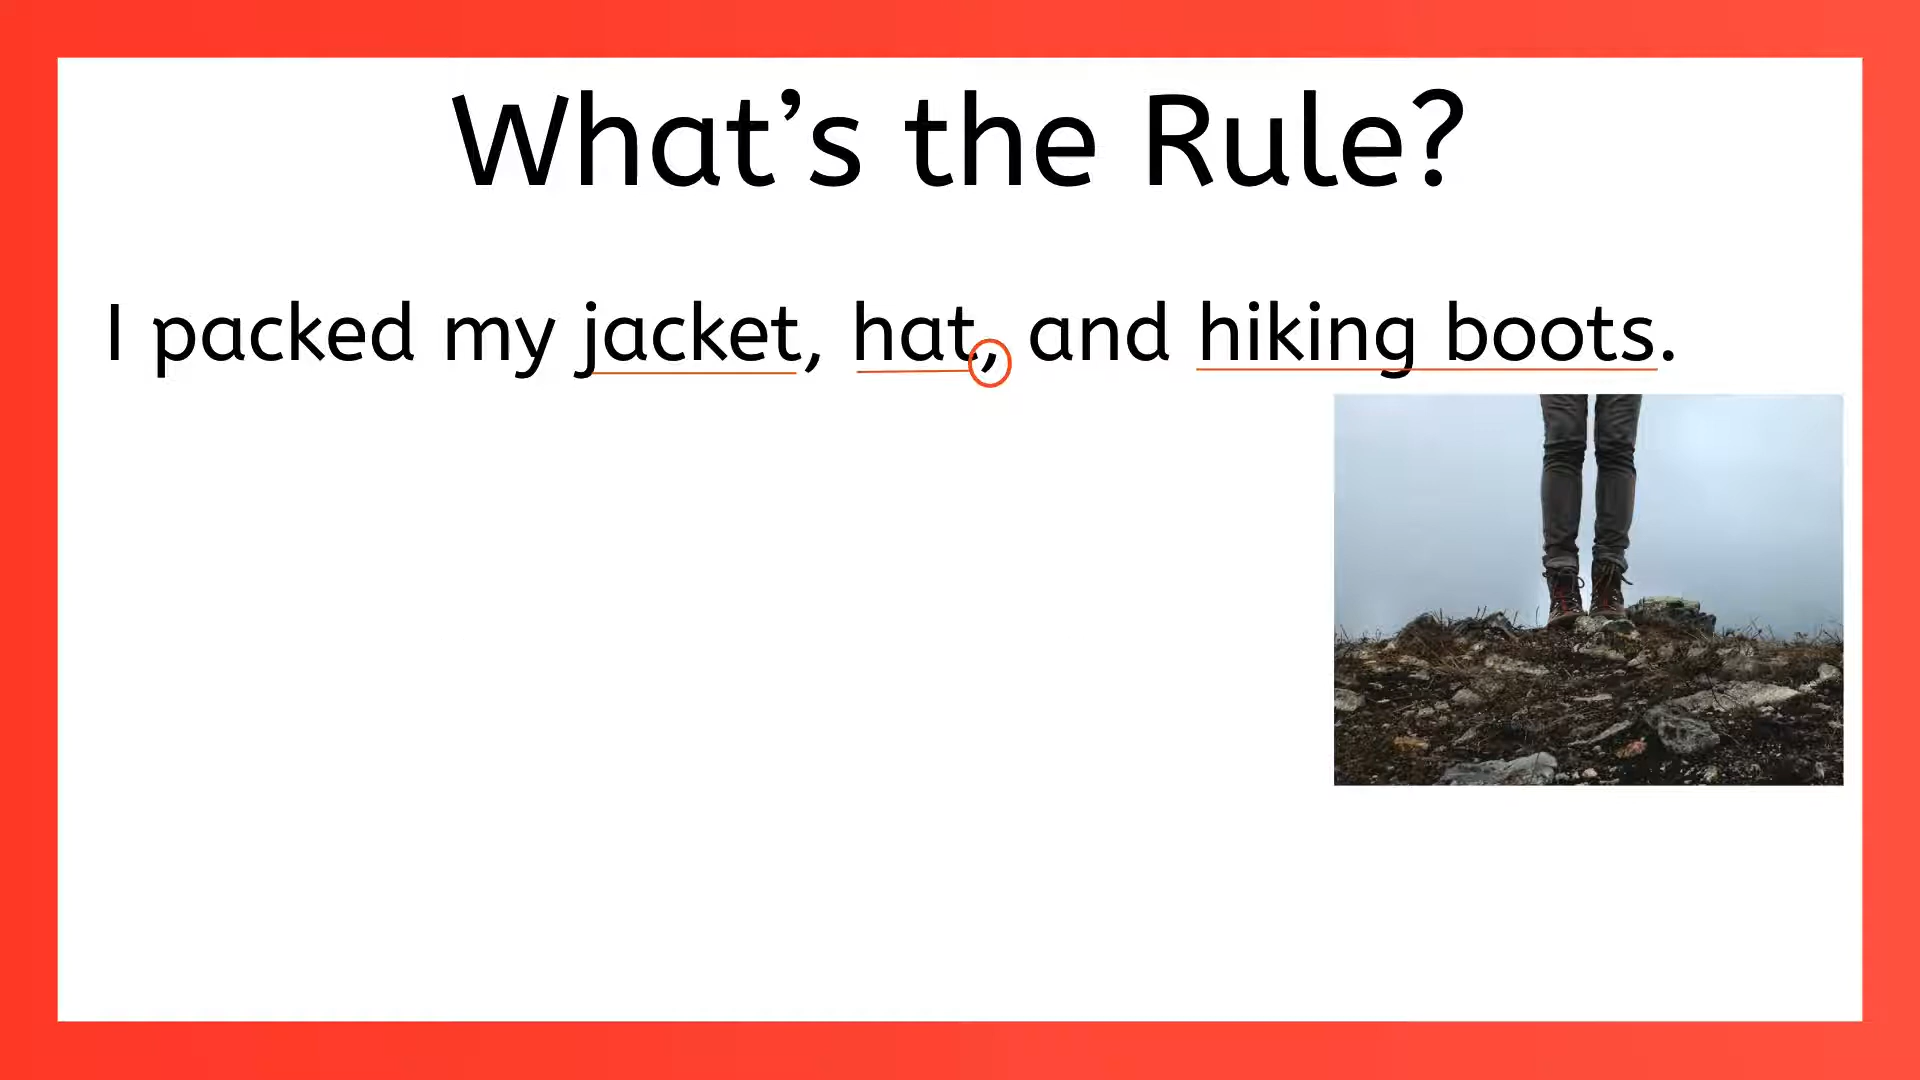 What’s the Rule?
I packed my jacket, hat, and hiking boots.